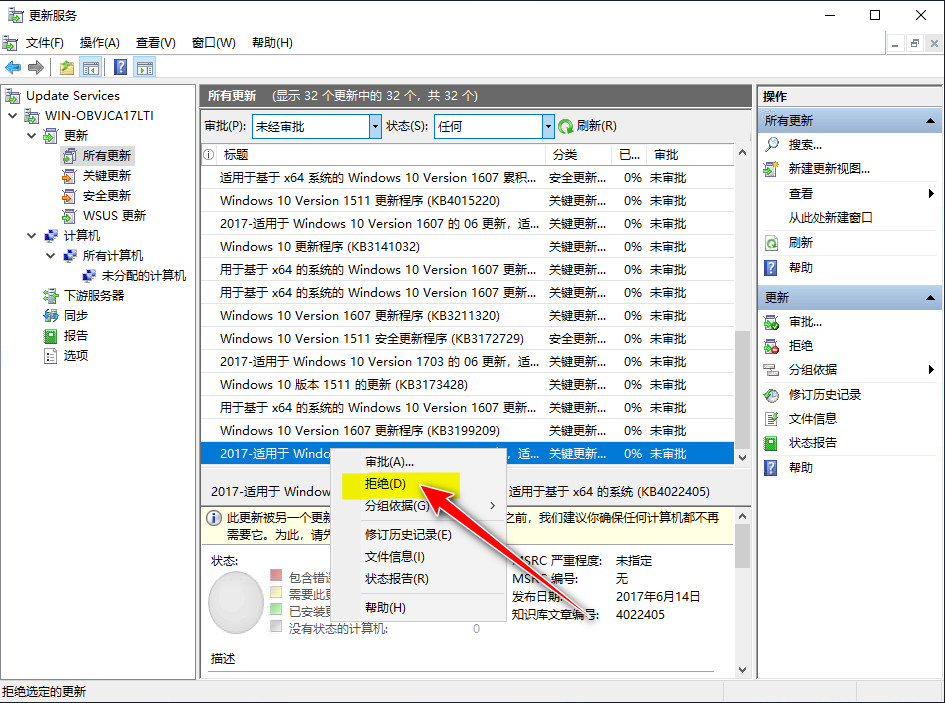 更新服务
文件(F) 操作(A) 查看(V) 窗口(W) 帮助(H)
Update Services
WIN-OBVJCA17LTI
更新
所有更新
关键更新
安全更新
WSUS 更新
计算机
所有计算机
未分配的计算机
下游服务器
同步
报告
选项
所有更新 (显示 32 个更新中的 32 个，共 32 个)
审批(P): 未经审批 状态(S): 任何 刷新(R)
标题 分类 已... 审批
适用于基于 x64 系统的 Windows 10 Version 1607 累积... 安全更新... 0% 未审批
Windows 10 Version 1511 更新程序 (KB4015220) 关键更新... 0% 未审批
2017-适用于 Windows 10 Version 1607 的 06 更新，适... 关键更新... 0% 未审批
Windows 10 更新程序 (KB3141032) 关键更新... 0% 未审批
用于基于 x64 的系统的 Windows 10 Version 1607 更新... 关键更新... 0% 未审批
用于基于 x64 的系统的 Windows 10 Version 1607 更新... 关键更新... 0% 未审批
Windows 10 Version 1607 更新程序 (KB3211320) 关键更新... 0% 未审批
Windows 10 Version 1511 安全更新程序 (KB3172729) 安全更新... 0% 未审批
2017-适用于 Windows 10 Version 1703 的 06 更新，适... 关键更新... 0% 未审批
Windows 10 版本 1511 的更新 (KB3173428) 关键更新... 0% 未审批
用于基于 x64 的系统的 Windows 10 Version 1607 更新... 关键更新... 0% 未审批
Windows 10 Version 1607 更新程序 (KB3199209) 关键更新... 0% 未审批
2017-适用于 Windo 适... 关键更新... 0% 未审批
审批(A)...
拒绝(D)
分组依据(G)
修订历史记录(E)
文件信息(I)
状态报告(R)
帮助(H)
2017-适用于 Window 适用于基于 x64 的系统 (KB4022405)
此更新被另一个更新 之前，我们建议你确保任何计算机都不再
需要它。为此，请先
状态:
包含错误
需要此更
已安装更
没有状态的计算机: 0
MSRC 严重程度: 未指定
MSRC 编号: 无
发布日期: 2017年6月14日
知识库文章编号: 4022405
描述
操作
所有更新
搜索...
新建更新视图...
查看
从此处新建窗口
刷新
帮助
更新
审批...
拒绝
分组依据
修订历史记录
文件信息
状态报告
帮助
拒绝选定的更新